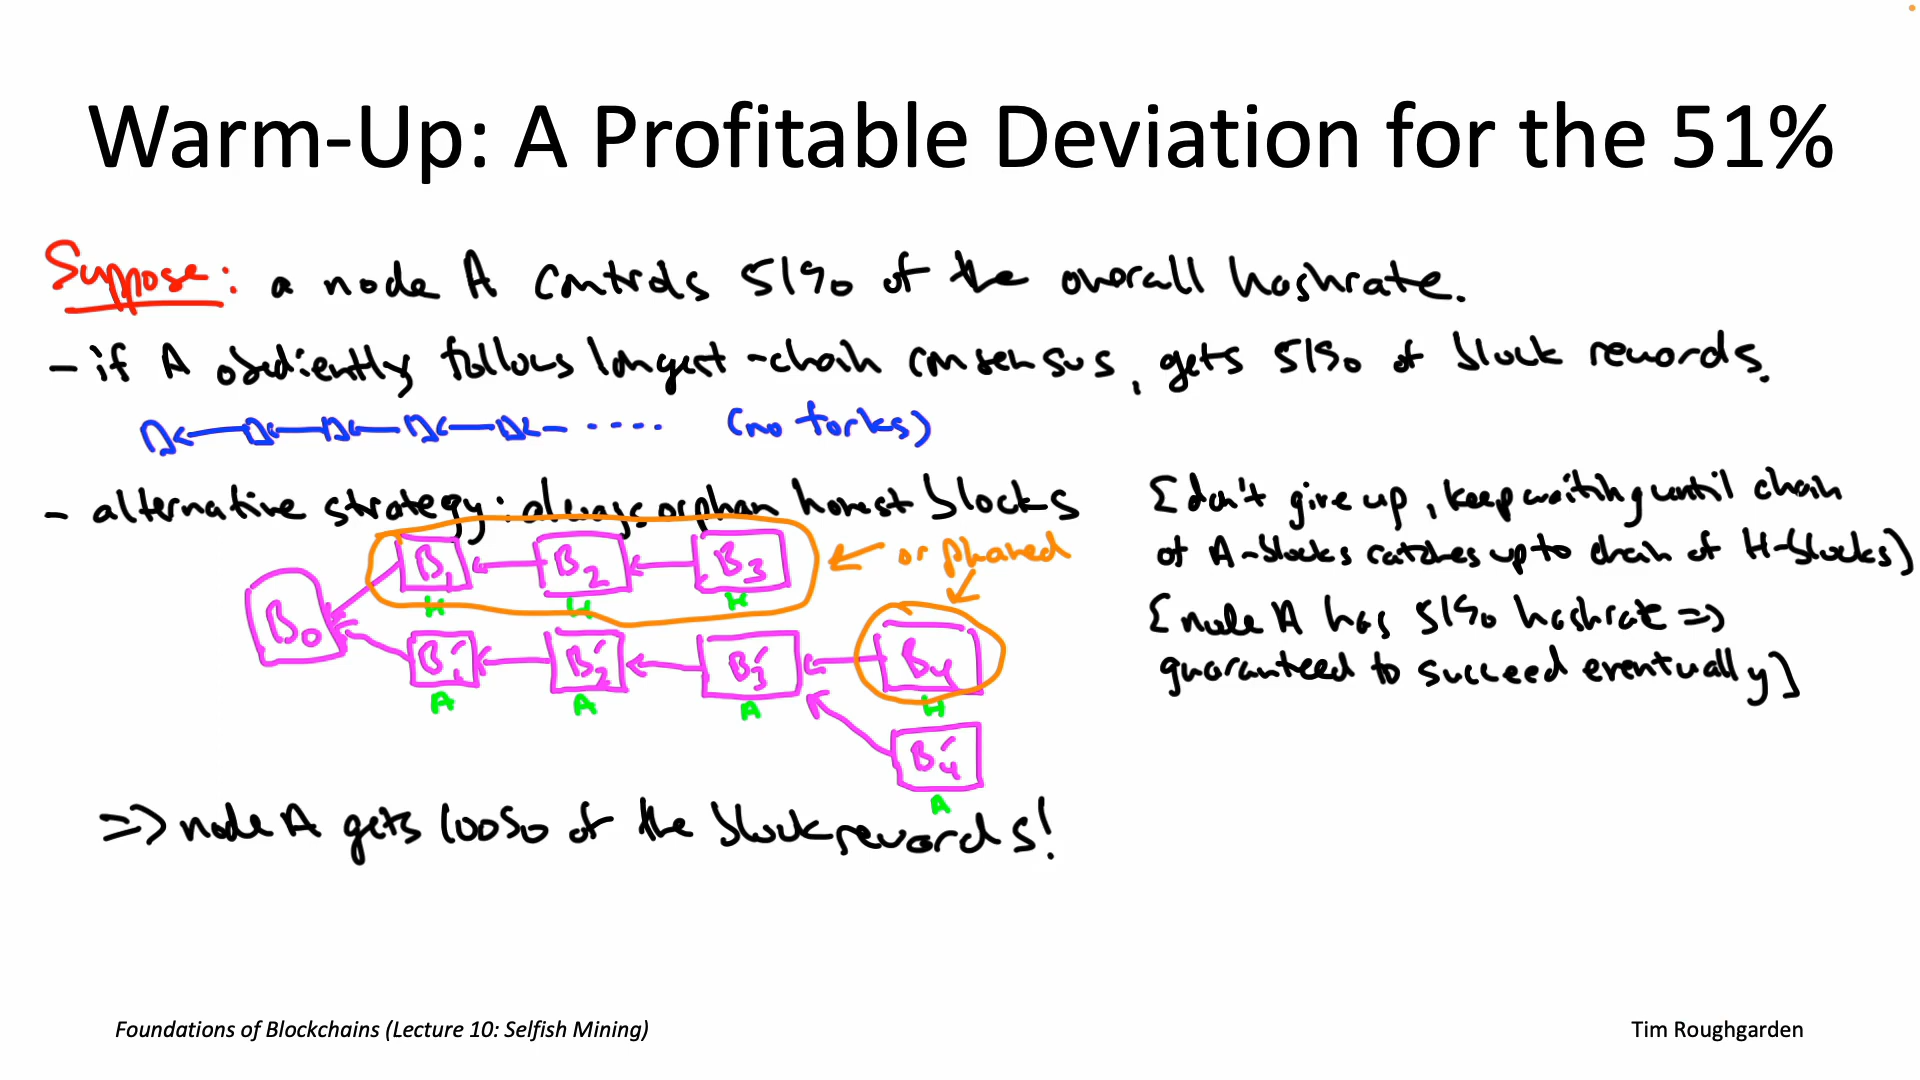 Warm-Up: A Profitable Deviation for the 51%
Suppose: a node A controls 51% of the overall hashrate.
- if A obediently follows longest-chain consensus, gets 51% of block rewards.
(no forks)
- alternative strategy: always orphan honest blocks
[don't give up, keep waiting until chain
of A-blocks catches up to chain of H-blocks]
B1 B2 B3
orphaned
H H H
B0
[node A has 51% hashrate =>
guaranteed to succeed eventually]
B1' B2' B3' B4
A A A H
B4'
A
=> node A gets 100% of the block rewards!
Foundations of Blockchains (Lecture 10: Selfish Mining)
Tim Roughgarden